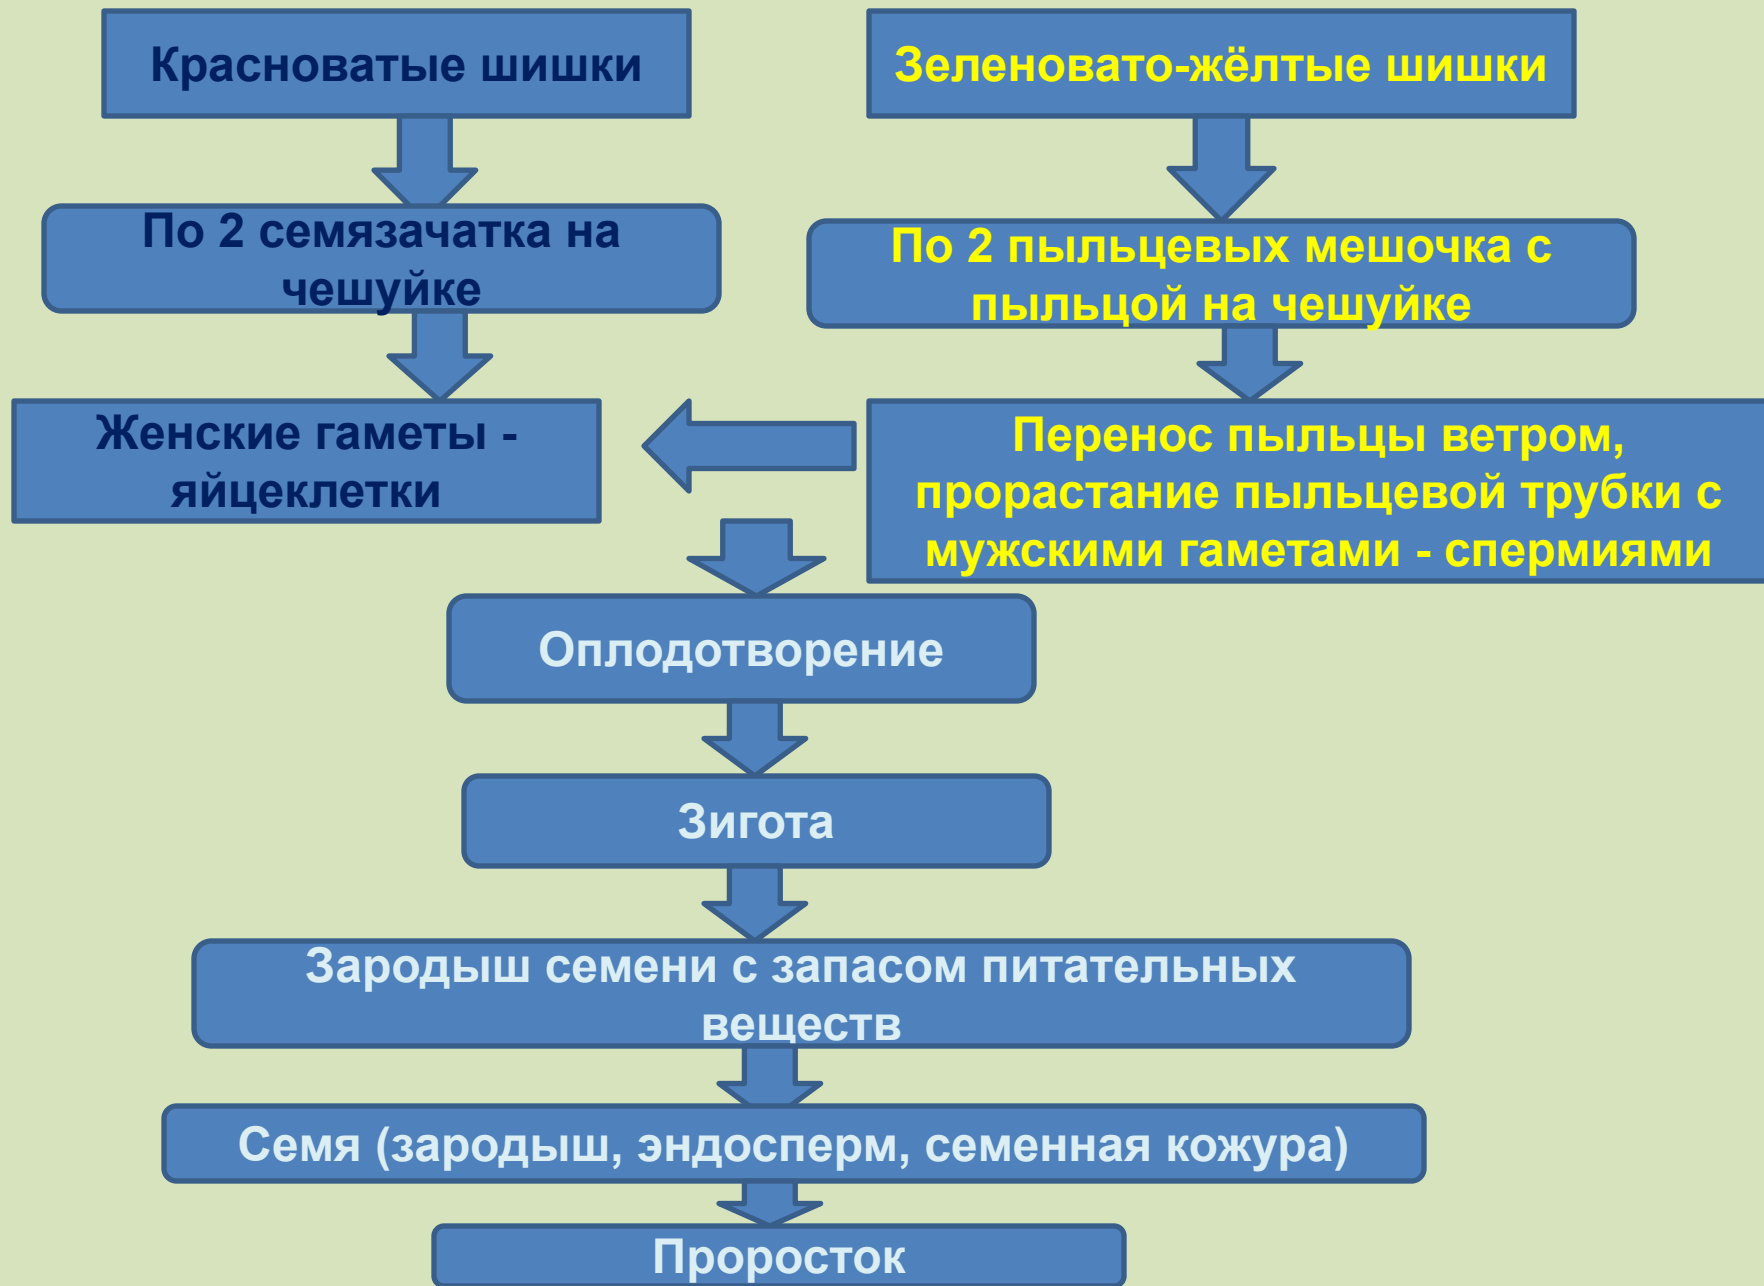 Красноватые шишки
Зеленовато-жёлтые шишки
По 2 семязачатка на
чешуйке
По 2 пыльцевых мешочка с
пыльцой на чешуйке
Женские гаметы -
яйцеклетки
Перенос пыльцы ветром,
прорастание пыльцевой трубки с
мужскими гаметами - спермиями
Оплодотворение
Зигота
Зародыш семени с запасом питательных
веществ
Семя (зародыш, эндосперм, семенная кожура)
Проросток